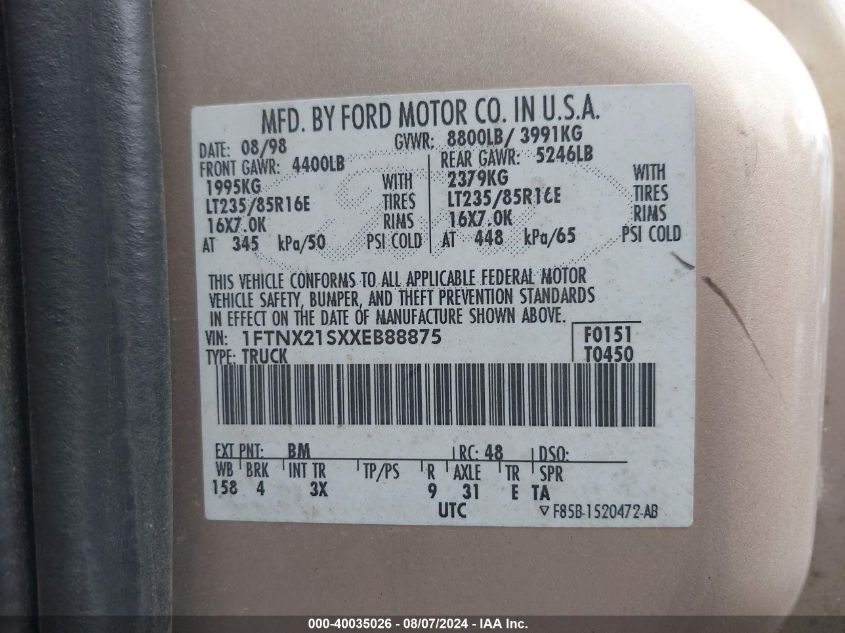 MFD. BY FORD MOTOR CO. IN U.S.A.
DATE: 08/98 GVWR: 8800LB/ 3991KG
FRONT GAWR: 4400LB REAR GAWR: 5246LB
1995KG WITH 2379KG WITH
LT235/85R16E TIRES LT235/85R16E TIRES
16X7.0K RIMS 16X7.0K RIMS
AT 345 kPa/50 PSI COLD AT 448 kPa/65 PSI COLD
THIS VEHICLE CONFORMS TO ALL APPLICABLE FEDERAL MOTOR
VEHICLE SAFETY, BUMPER, AND THEFT PREVENTION STANDARDS
IN EFFECT ON THE DATE OF MANUFACTURE SHOWN ABOVE.
VIN: 1FTNX21SXXEB88875 F0151
TYPE: TRUCK T0450
EXT PNT: BM RC: 48 DSO:
WB BRK INT TR TP/PS R AXLE TR SPR
158 4 3X 9 31 E TA
UTC F85B-1520472-AB
000-40035026 - 08/07/2024 - IAA Inc.